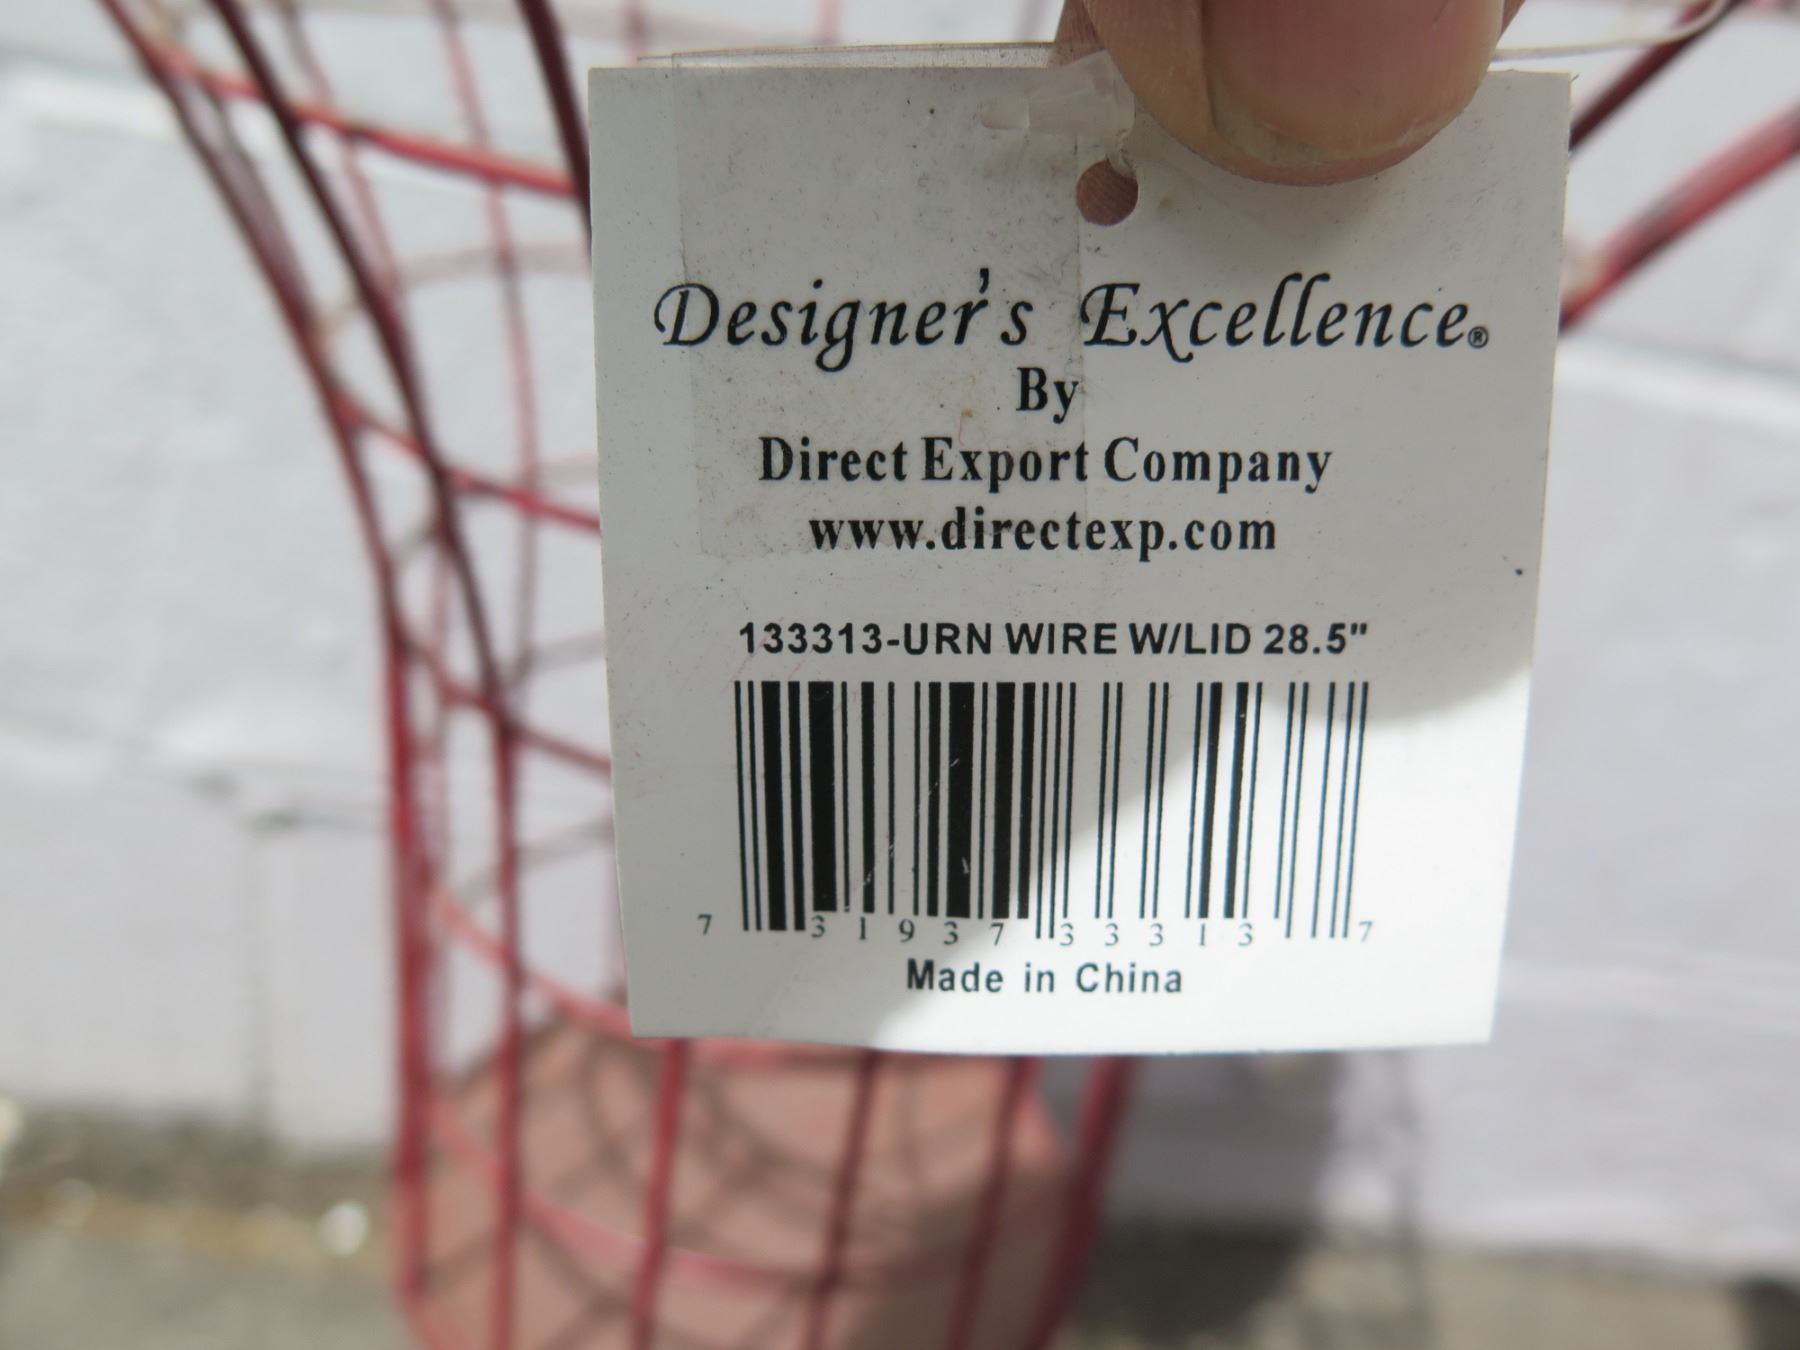 Designer's Excellence®
By
Direct Export Company
www.directexp.com
133313-URN WIRE W/LID 28.5"
7 31937 33313 7
Made in China